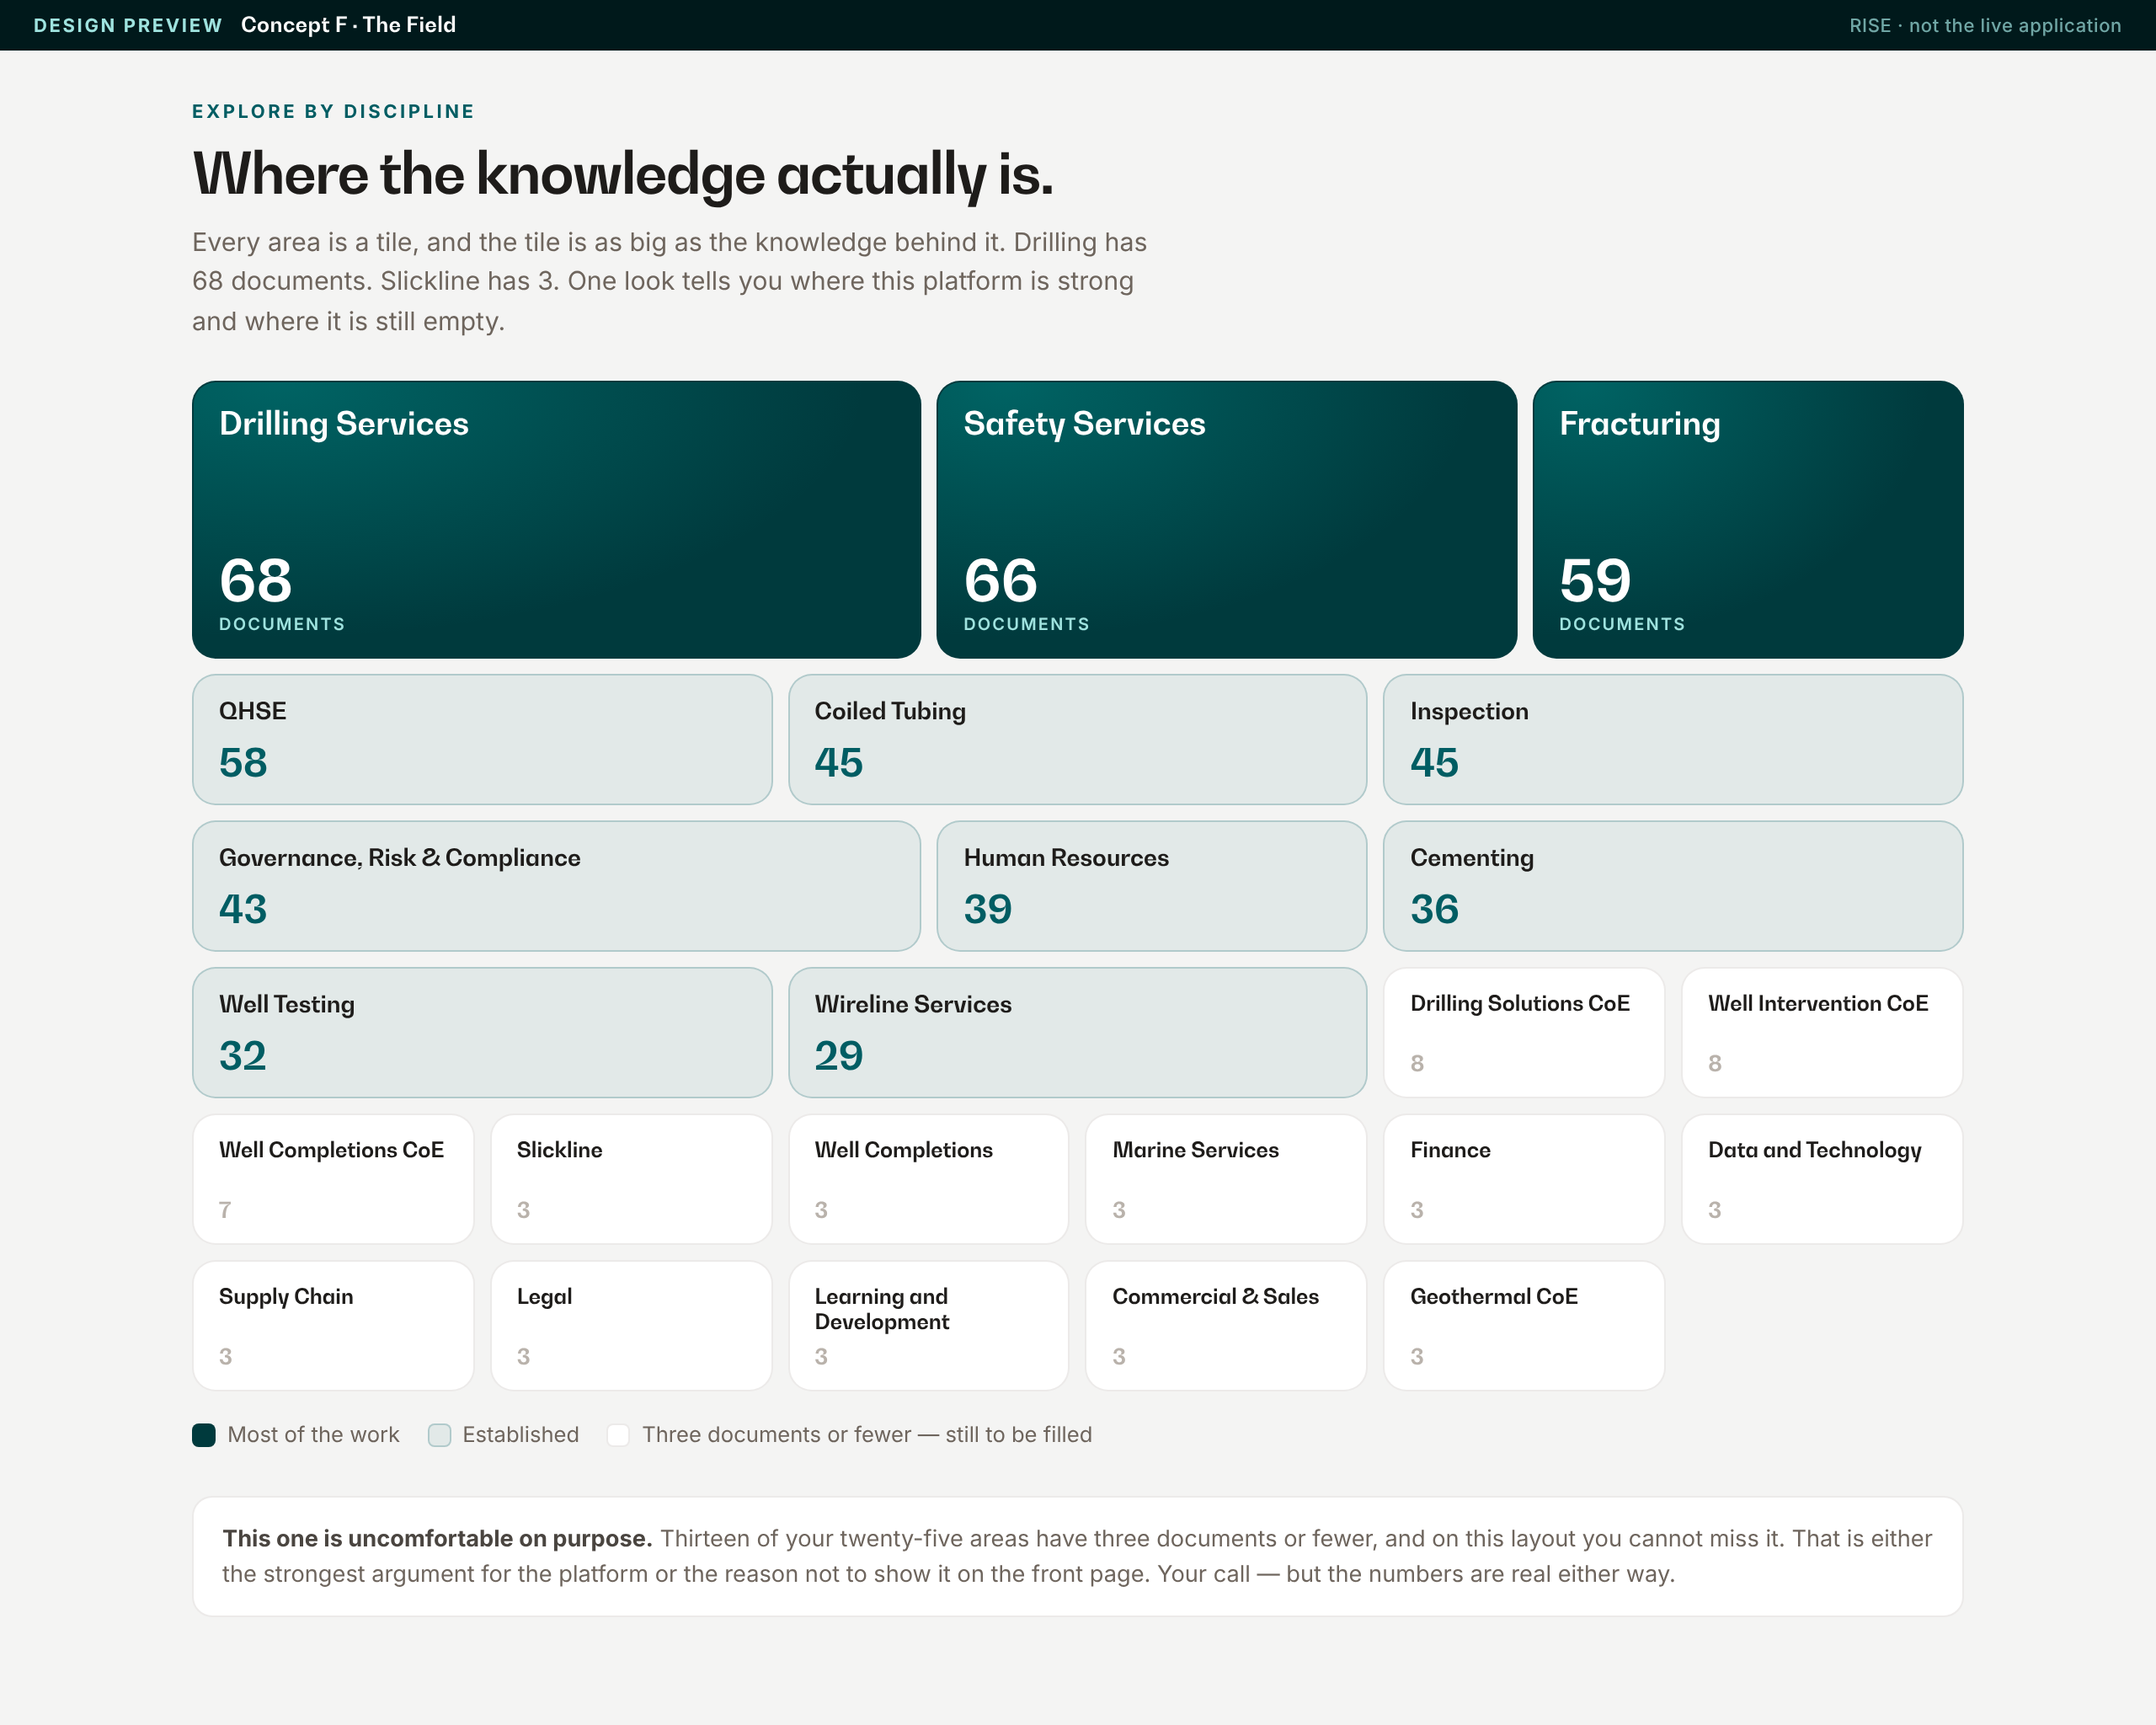 DESIGN PREVIEW Concept F · The Field
RISE · not the live application
EXPLORE BY DISCIPLINE
Where the knowledge actually is.
Every area is a tile, and the tile is as big as the knowledge behind it. Drilling has
68 documents. Slickline has 3. One look tells you where this platform is strong
and where it is still empty.
Drilling Services
68
DOCUMENTS
Safety Services
66
DOCUMENTS
Fracturing
59
DOCUMENTS
QHSE
58
Coiled Tubing
45
Inspection
45
Governance, Risk & Compliance
43
Human Resources
39
Cementing
36
Well Testing
32
Wireline Services
29
Drilling Solutions CoE
8
Well Intervention CoE
8
Well Completions CoE
7
Slickline
3
Well Completions
3
Marine Services
3
Finance
3
Data and Technology
3
Supply Chain
3
Legal
3
Learning and
Development
3
Commercial & Sales
3
Geothermal CoE
3
Most of the work
Established
Three documents or fewer — still to be filled
This one is uncomfortable on purpose. Thirteen of your twenty-five areas have three documents or fewer, and on this layout you cannot miss it. That is either
the strongest argument for the platform or the reason not to show it on the front page. Your call — but the numbers are real either way.